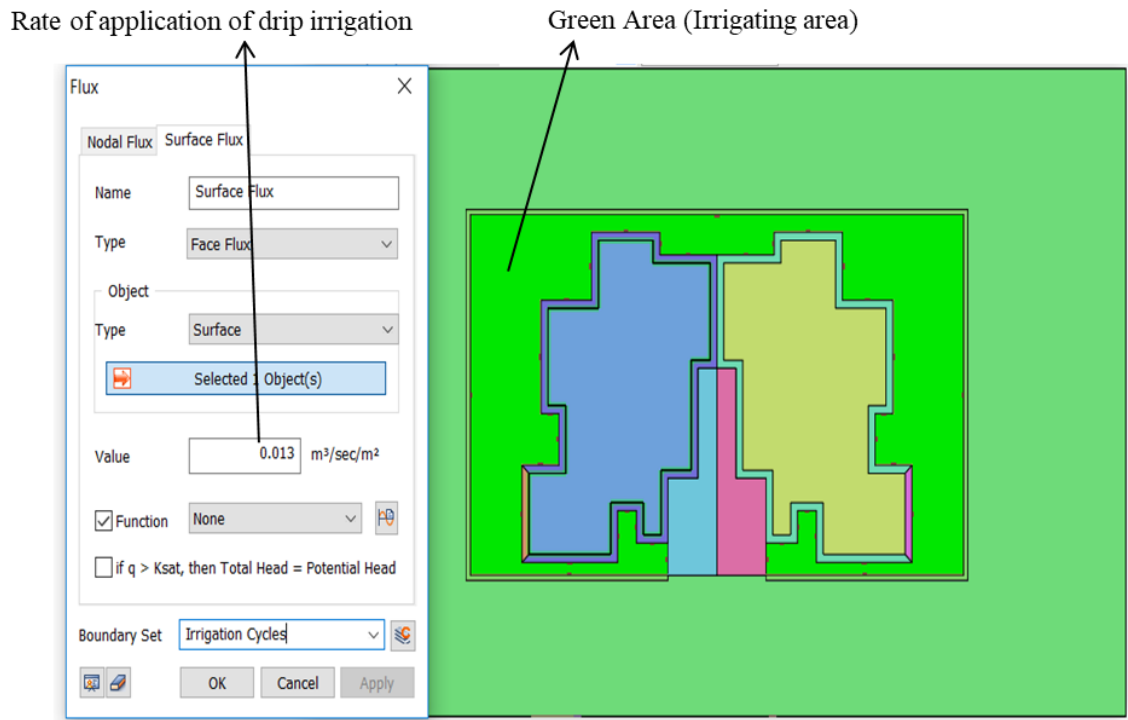 Rate of application of drip irrigation
Green Area (Irrigating area)
Flux
Nodal Flux
Surface Flux
Name
Surface Flux
Type
Face Flux
Object
Type
Surface
Selected 1 Object(s)
Value
0.013
m³/sec/m²
Function
None
if q > Ksat, then Total Head = Potential Head
Boundary Set
Irrigation Cycles
OK
Cancel
Apply